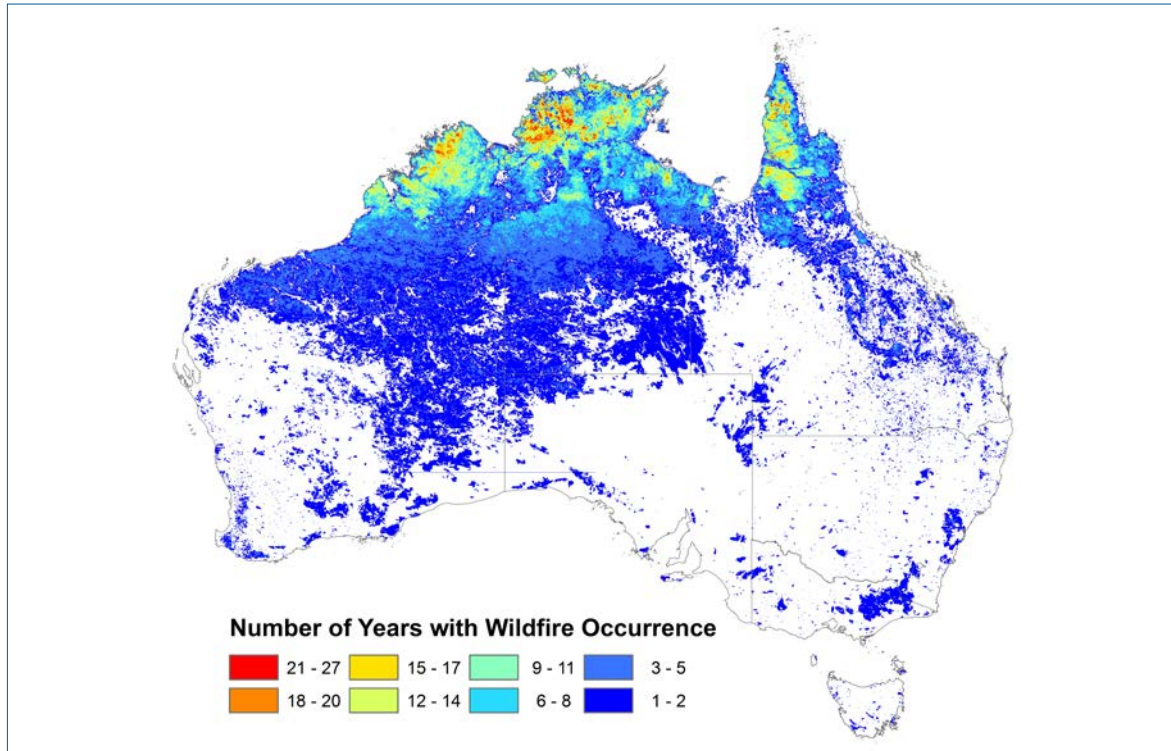 Number of Years with Wildfire Occurrence
21 - 27 15 - 17 9 - 11 3 - 5
18 - 20 12 - 14 6 - 8 1 - 2